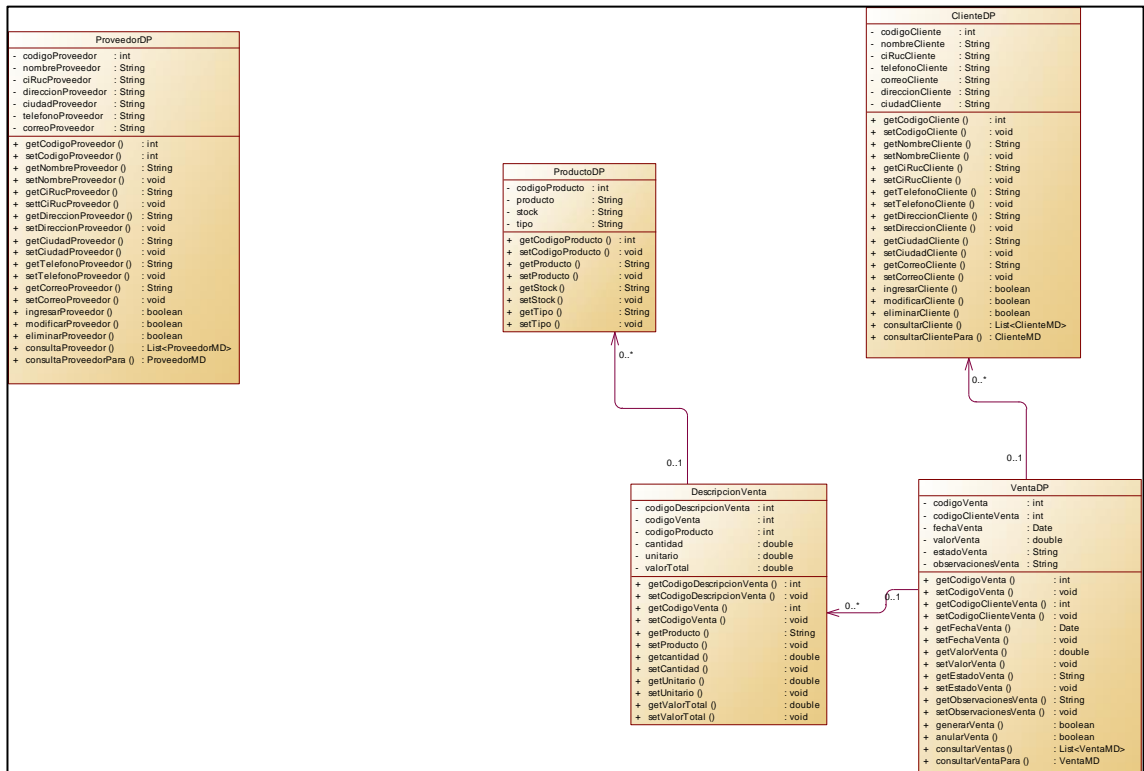 ProveedorDP
- codigoProveedor : int
- nombreProveedor : String
- ciRucProveedor : String
- direccionProveedor : String
- ciudadProveedor : String
- telefonoProveedor : String
- correoProveedor : String
+ getCodigoProveedor () : int
+ setCodigoProveedor () : int
+ getNombreProveedor () : String
+ setNombreProveedor () : void
+ getCiRucProveedor () : String
+ settCiRucProveedor () : void
+ getDireccionProveedor () : String
+ setDireccionProveedor () : void
+ getCiudadProveedor () : String
+ setCiudadProveedor () : void
+ getTelefonoProveedor () : String
+ setTelefonoProveedor () : void
+ getCorreoProveedor () : String
+ setCorreoProveedor () : void
+ ingresarProveedor () : boolean
+ modificarProveedor () : boolean
+ eliminarProveedor () : boolean
+ consultaProveedor () : List<ProveedorMD>
+ consultaProveedorPara () : ProveedorMD
ProductoDP
- codigoProducto : int
- producto : String
- stock : String
- tipo : String
+ getCodigoProducto () : int
+ setCodigoProducto () : void
+ getProducto () : String
+ setProducto () : void
+ getStock () : String
+ setStock () : void
+ getTipo () : String
+ setTipo () : void
0..*
0..1
ClienteDP
- codigoCliente : int
- nombreCliente : String
- ciRucCliente : String
- telefonoCliente : String
- correoCliente : String
- direccionCliente : String
- ciudadCliente : String
+ getCodigoCliente () : int
+ setCodigoCliente () : void
+ getNombreCliente () : String
+ setNombreCliente () : void
+ getCiRucCliente () : String
+ setCiRucCliente () : void
+ getTelefonoCliente () : String
+ setTelefonoCliente () : void
+ getDireccionCliente () : String
+ setDireccionCliente () : void
+ getCiudadCliente () : String
+ setCiudadCliente () : void
+ getCorreoCliente () : String
+ setCorreoCliente () : void
+ ingresarCliente () : boolean
+ modificarCliente () : boolean
+ eliminarCliente () : boolean
+ consultarCliente () : List<ClienteMD>
+ consultarClientePara () : ClienteMD
0..*
0..1
DescripcionVenta
- codigoDescripcionVenta : int
- codigoVenta : int
- codigoProducto : int
- cantidad : double
- unitario : double
- valorTotal : double
+ getCodigoDescripcionVenta () : int
+ setCodigoDescripcionVenta () : void
+ getCodigoVenta () : int
+ setCodigoVenta () : void
+ getProducto () : String
+ setProducto () : void
+ getcantidad () : double
+ setCantidad () : void
+ getUnitario () : double
+ setUnitario () : void
+ getValorTotal () : double
+ setValorTotal () : void
0..*
0..1
VentaDP
- codigoVenta : int
- codigoClienteVenta : int
- fechaVenta : Date
- valorVenta : double
- estadoVenta : String
- observacionesVenta : String
+ getCodigoVenta () : int
+ setCodigoVenta () : void
+ getCodigoClienteVenta () : int
+ setCodigoClienteVenta () : void
+ getFechaVenta () : Date
+ setFechaVenta () : void
+ getValorVenta () : double
+ setValorVenta () : void
+ getEstadoVenta () : String
+ setEstadoVenta () : void
+ getObservacionesVenta () : String
+ setObservacionesVenta () : void
+ generarVenta () : boolean
+ anularVenta () : boolean
+ consultarVentas () : List<VentaMD>
+ consultarVentaPara () : VentaMD